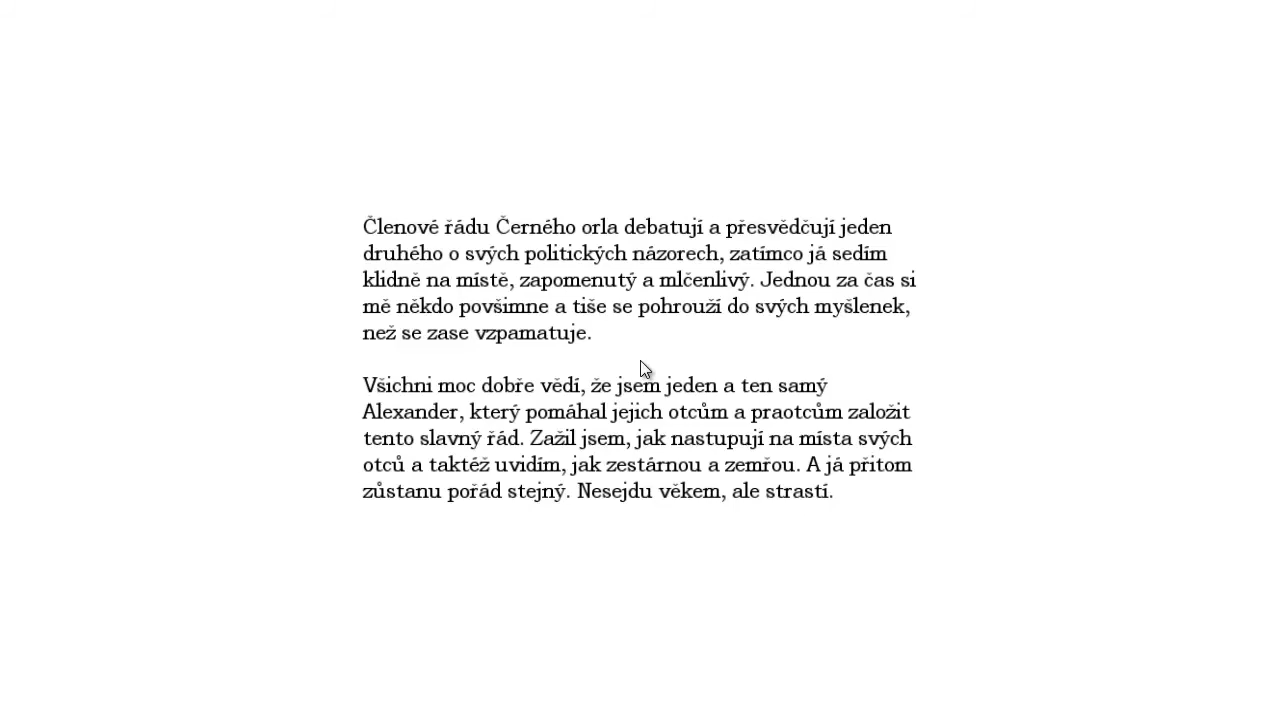 Členové řádu Černého orla debatují a přesvědčují jeden
druhého o svých politických názorech, zatímco já sedím
klidně na místě, zapomenutý a mlčenlivý. Jednou za čas si
mě někdo povšimne a tiše se pohrouží do svých myšlenek,
než se zase vzpamatuje.
Všichni moc dobře vědí, že jsem jeden a ten samý
Alexander, který pomáhal jejich otcům a praotcům založit
tento slavný řád. Zažil jsem, jak nastupují na místa svých
otců a taktéž uvidím, jak zestárnou a zemřou. A já přitom
zůstanu pořád stejný. Nesejdu věkem, ale strastí.